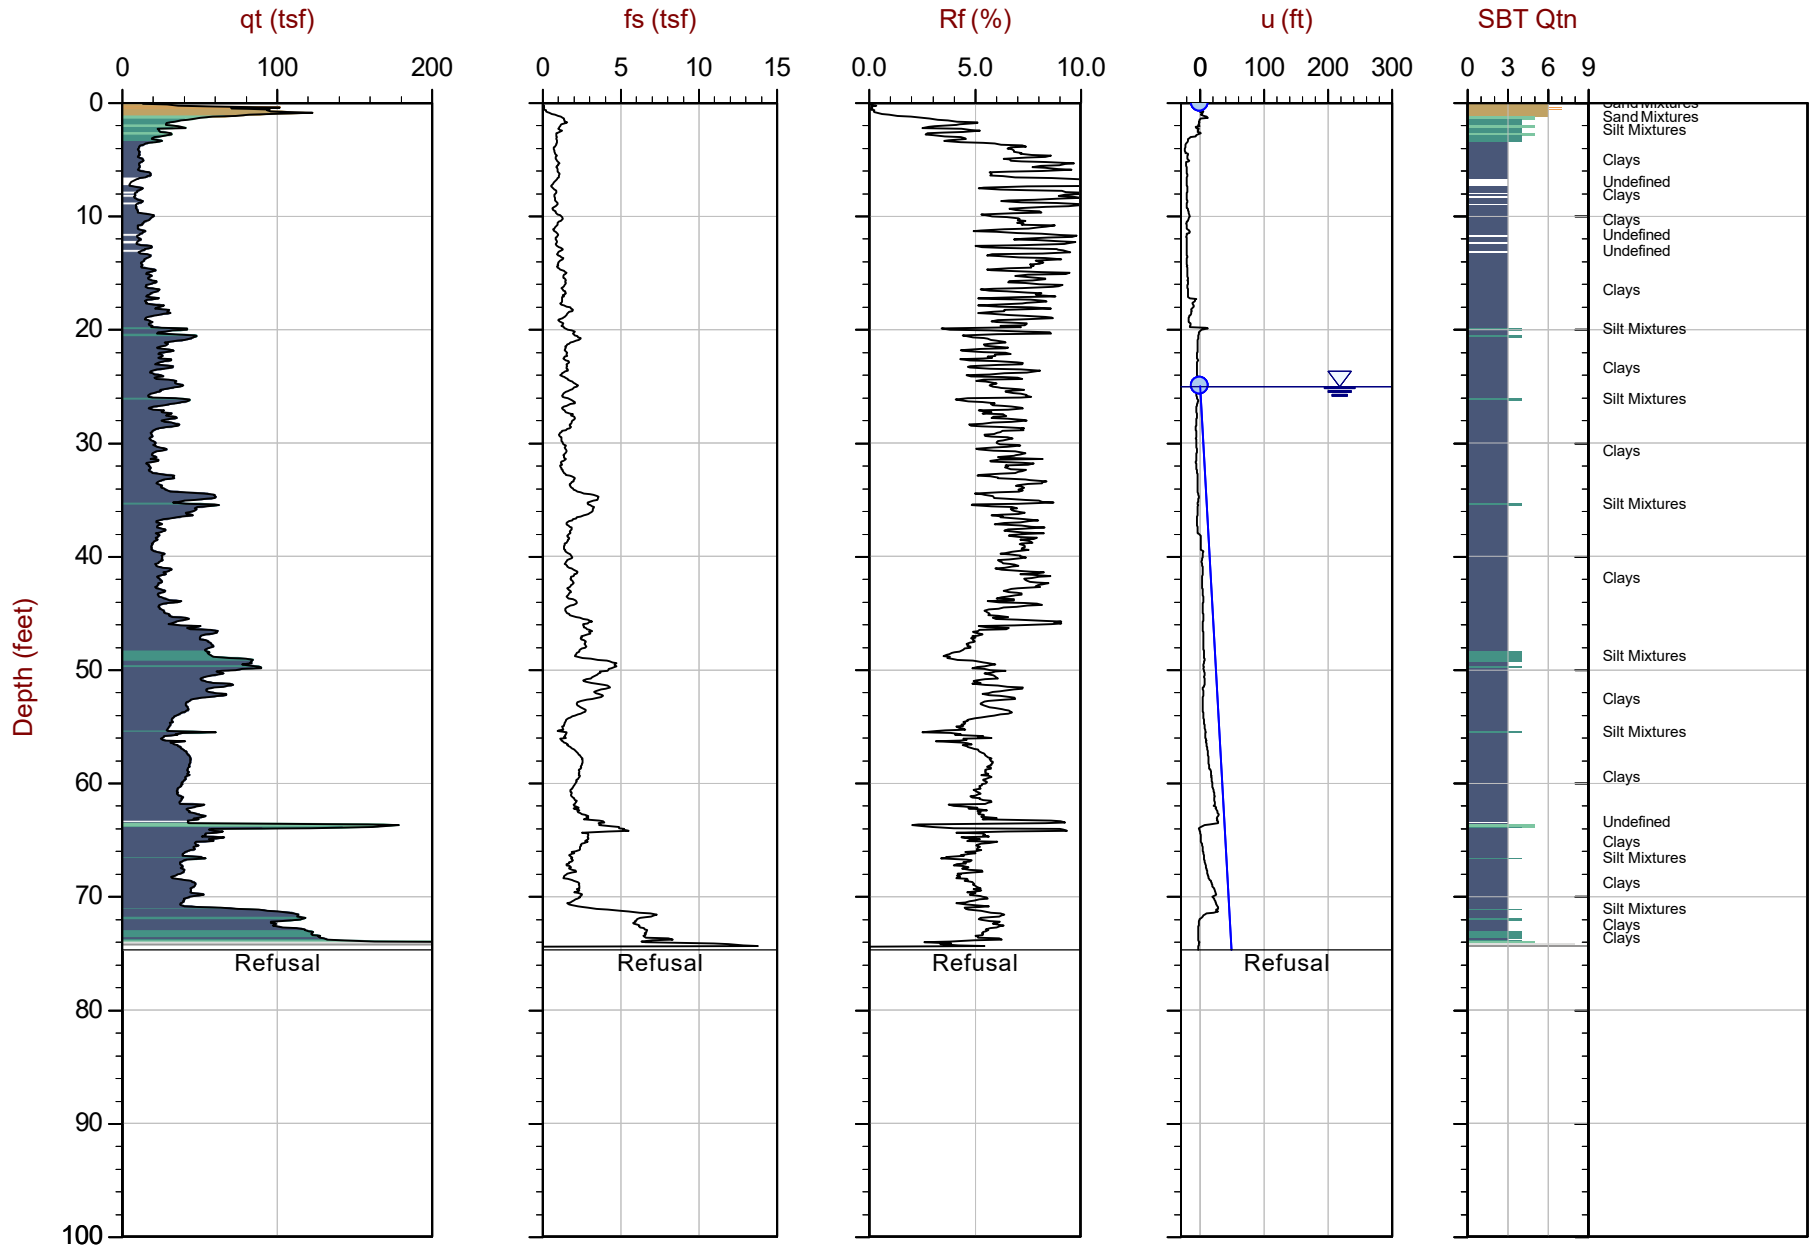 qt (tsf) fs (tsf) Rf (%) u (ft) SBT Qtn
0 100 200 0 5 10 15 0.0 5.0 10.0 0 100 200 300 0 3 6 9
0
Sand Mixtures
Sand Mixtures
Silt Mixtures
Clays
Undefined
Clays
10
Clays
Undefined
Undefined
Clays
20
Silt Mixtures
Clays
Silt Mixtures
30
Clays
Silt Mixtures
40
Clays
Silt Mixtures
50
Clays
Silt Mixtures
60
Clays
Undefined
Clays
Silt Mixtures
Clays
70
Silt Mixtures
Clays
Clays
Refusal Refusal Refusal Refusal
80
90
100
Depth (feet)